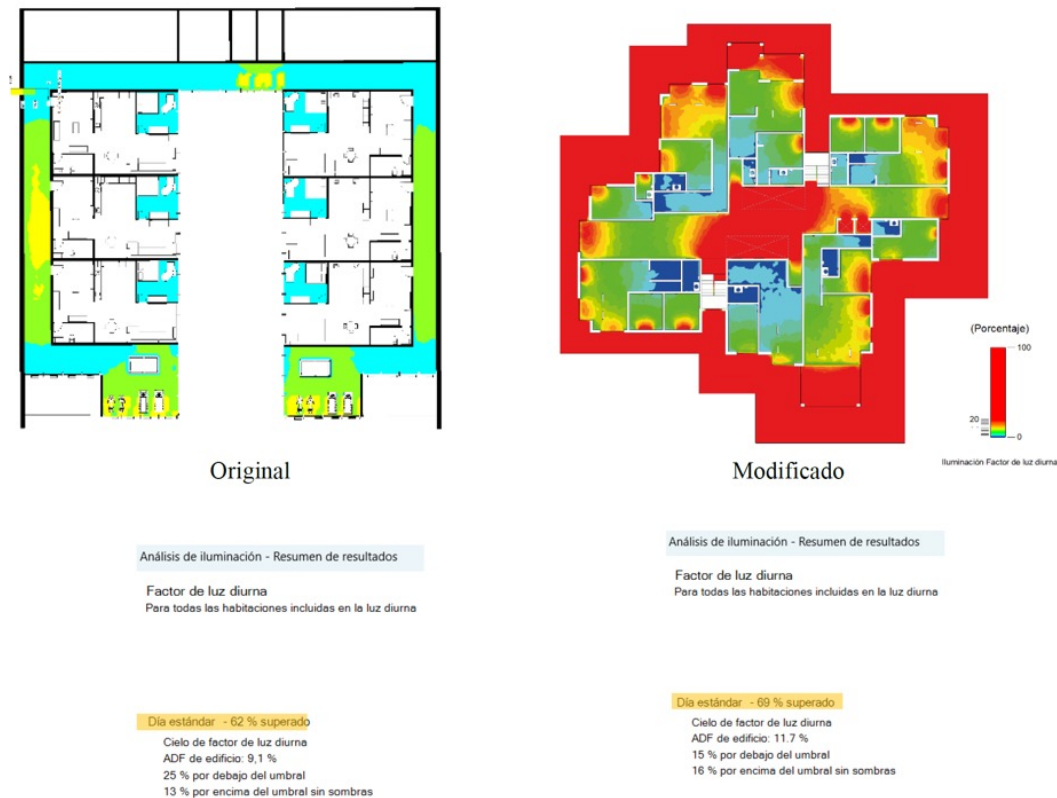 (Porcentaje)
100
20
0
Iluminación Factor de luz diurna
Original
Modificado
Análisis de iluminación - Resumen de resultados
Factor de luz diurna
Para todas las habitaciones incluidas en la luz diurna
Día estándar - 62 % superado
Cielo de factor de luz diurna
ADF de edificio: 9,1 %
25 % por debajo del umbral
13 % por encima del umbral sin sombras
Análisis de iluminación - Resumen de resultados
Factor de luz diurna
Para todas las habitaciones incluidas en la luz diurna
Día estándar - 69 % superado
Cielo de factor de luz diurna
ADF de edificio: 11.7 %
15 % por debajo del umbral
16 % por encima del umbral sin sombras